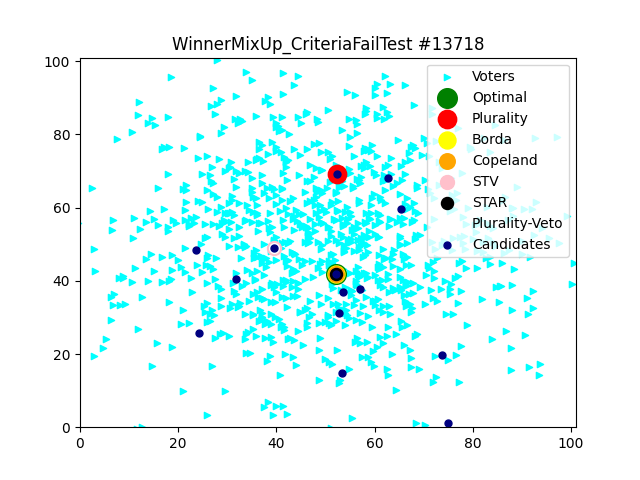 WinnerMixUp_CriteriaFailTest #13718
100
80
60
40
20
0
0 20 40 60 80 100
Voters
Optimal
Plurality
Borda
Copeland
STV
STAR
Plurality-Veto
Candidates